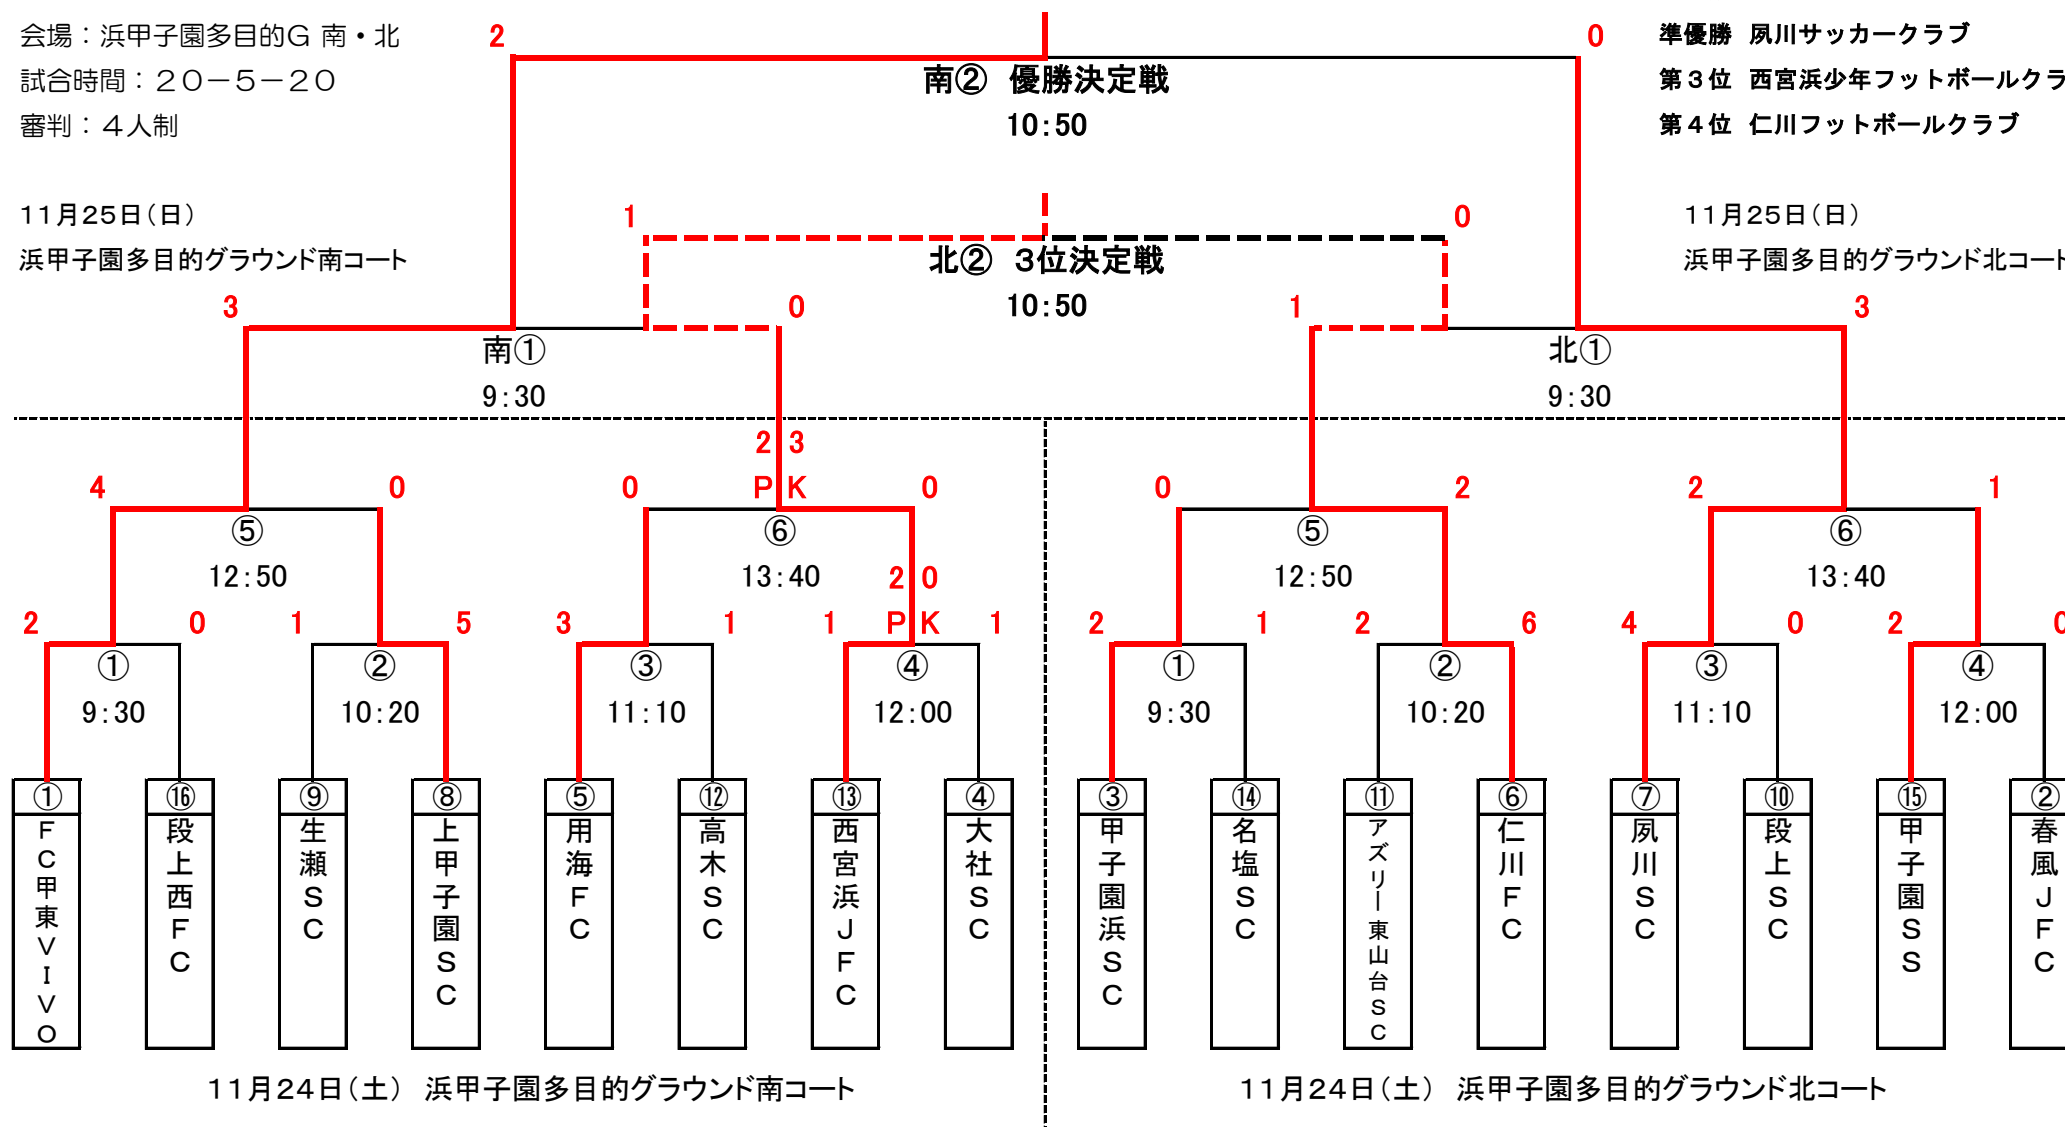 会場：浜甲子園多目的G 南・北
試合時間：２０－５－２０
審判：４人制
準優勝 夙川サッカークラブ
第３位 西宮浜少年フットボールクラ
第４位 仁川フットボールクラブ
2
0
南② 優勝決定戦
10:50
11月25日（日）
浜甲子園多目的グラウンド南コート
11月25日（日）
浜甲子園多目的グラウンド北コート
1
0
北② 3位決定戦
10:50
3
0
1
3
南①
9:30
北①
9:30
2 3
4
0
0
PK
0
0
2
2
1
⑤
12:50
⑥
13:40
⑤
12:50
⑥
13:40
2 0
2
0
1
5
3
1
1
PK
1
2
1
2
6
4
0
2
0
①
9:30
②
10:20
③
11:10
④
12:00
①
9:30
②
10:20
③
11:10
④
12:00
①
ＦＣ甲東ＶＩＶＯ
⑯
段上西ＦＣ
⑨
生瀬ＳＣ
⑧
上甲子園ＳＣ
⑤
用海ＦＣ
⑫
高木ＳＣ
⑬
西宮浜ＪＦＣ
④
大社ＳＣ
③
甲子園浜ＳＣ
⑭
名塩ＳＣ
⑪
アズリー東山台ＳＣ
⑥
仁川ＦＣ
⑦
夙川ＳＣ
⑩
段上ＳＣ
⑮
甲子園ＳＳ
②
春風ＪＦＣ
11月24日（土） 浜甲子園多目的グラウンド南コート
11月24日（土） 浜甲子園多目的グラウンド北コート